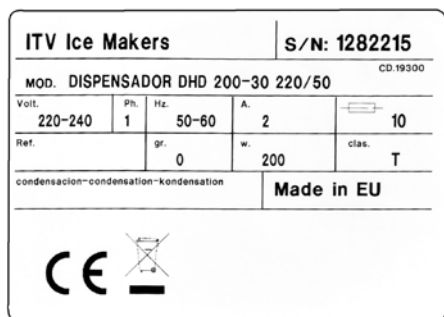 ITV Ice Makers S/N: 1282215
CD.19300
MOD. DISPENSADOR DHD 200-30 220/50
Volt. Ph. Hz. A.
220-240 1 50-60 2 10
Ref. gr. w. clas.
0 200 T
condensacion-condensation-kondensation
Made in EU
CE